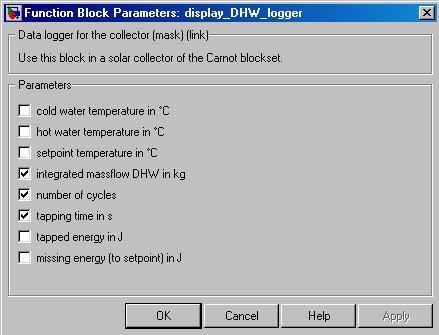 Function Block Parameters: display_DHW_logger
Data logger for the collector (mask) (link)
Use this block in a solar collector of the Carnot blockset.
Parameters
cold water temperature in °C
hot water temperature in °C
setpoint temperature in °C
integrated massflow DHW in kg
number of cycles
tapping time in s
tapped energy in J
missing energy (to setpoint) in J
OK Cancel Help Apply